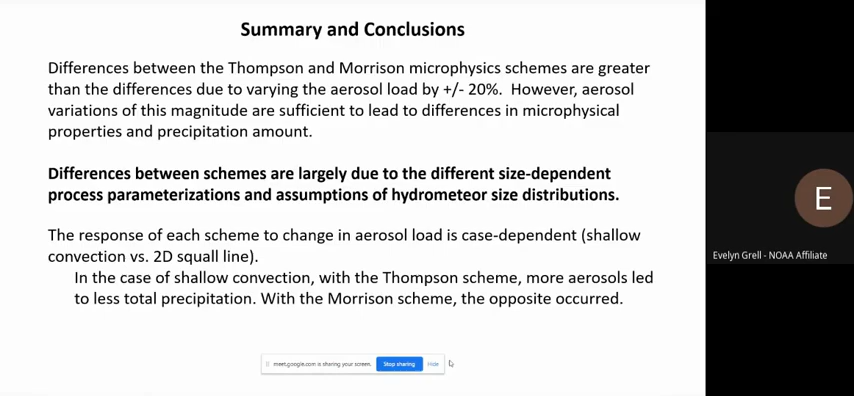 Summary and Conclusions
Differences between the Thompson and Morrison microphysics schemes are greater
than the differences due to varying the aerosol load by +/- 20%. However, aerosol
variations of this magnitude are sufficient to lead to differences in microphysical
properties and precipitation amount.
Differences between schemes are largely due to the different size-dependent
process parameterizations and assumptions of hydrometeor size distributions.
The response of each scheme to change in aerosol load is case-dependent (shallow
convection vs. 2D squall line).
In the case of shallow convection, with the Thompson scheme, more aerosols led
to less total precipitation. With the Morrison scheme, the opposite occurred.
meet.google.com is sharing your screen. Stop sharing Hide
E
Evelyn Grell - NOAA Affiliate